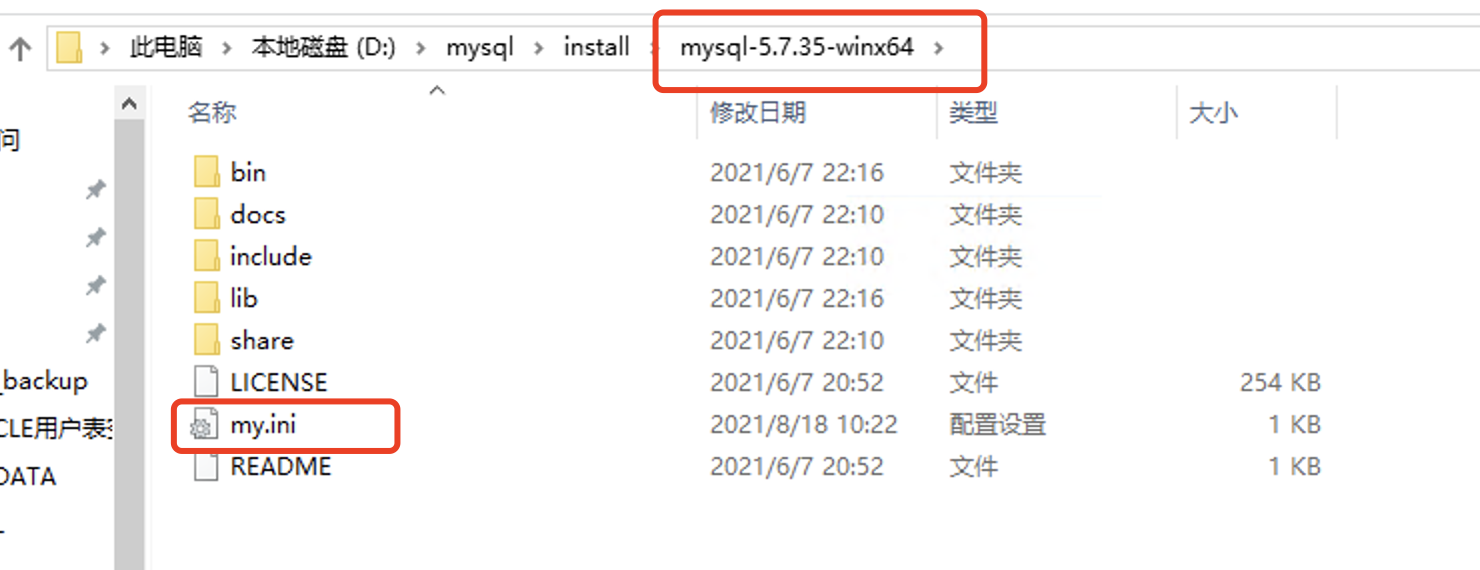 此电脑 > 本地磁盘 (D:) > mysql > install > mysql-5.7.35-winx64 >
名称 修改日期 类型 大小
问
bin 2021/6/7 22:16 文件夹
docs 2021/6/7 22:10 文件夹
include 2021/6/7 22:10 文件夹
lib 2021/6/7 22:16 文件夹
share 2021/6/7 22:10 文件夹
_backup LICENSE 2021/6/7 20:52 文件 254 KB
CLE用户表 my.ini 2021/8/18 10:22 配置设置 1 KB
DATA README 2021/6/7 20:52 文件 1 KB